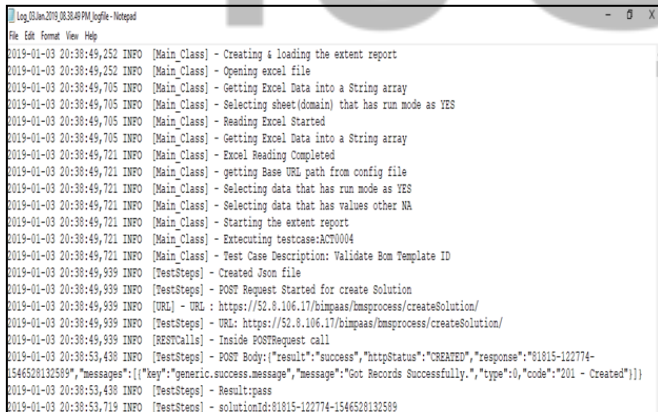 Log_03Jan.2019_08.38.49 PM_logfile - Notepad
File Edit Format View Help
2019-01-03 20:38:49,252 INFO [Main_Class] - Creating & loading the extent report
2019-01-03 20:38:49,252 INFO [Main_Class] - Opening excel file
2019-01-03 20:38:49,705 INFO [Main_Class] - Getting Excel Data into a String array
2019-01-03 20:38:49,705 INFO [Main_Class] - Selecting sheet(domain) that has run mode as YES
2019-01-03 20:38:49,705 INFO [Main_Class] - Reading Excel Started
2019-01-03 20:38:49,705 INFO [Main_Class] - Getting Excel Data into a String array
2019-01-03 20:38:49,721 INFO [Main_Class] - Excel Reading Completed
2019-01-03 20:38:49,721 INFO [Main_Class] - getting Base URL path from config file
2019-01-03 20:38:49,721 INFO [Main_Class] - Selecting data that has run mode as YES
2019-01-03 20:38:49,721 INFO [Main_Class] - Selecting data that has values other NA
2019-01-03 20:38:49,721 INFO [Main_Class] - Starting the extent report
2019-01-03 20:38:49,721 INFO [Main_Class] - Extecuting testcase:ACT0004
2019-01-03 20:38:49,721 INFO [Main_Class] - Test Case Description: Validate Bom Template ID
2019-01-03 20:38:49,939 INFO [TestSteps] - Created Json file
2019-01-03 20:38:49,939 INFO [TestSteps] - POST Request Started for create Solution
2019-01-03 20:38:49,939 INFO [URL] - URL : https://52.8.106.17/bimpaas/bmsprocess/createSolution/
2019-01-03 20:38:49,939 INFO [TestSteps] - URL: https://52.8.106.17/bimpaas/bmsprocess/createSolution/
2019-01-03 20:38:49,939 INFO [RESTCalls] - Inside POSTRequest call
2019-01-03 20:38:53,438 INFO [TestSteps] - POST Body:{"result":"success","httpStatus":"CREATED","response":"81815-122774-
1546528132589","messages":[{"key":"generic.success.message","message":"Got Records Successfully.","type":0,"code":"201 - Created"}]}
2019-01-03 20:38:53,438 INFO [TestSteps] - Result:pass
2019-01-03 20:38:53,719 INFO [TestSteps] - solutionId:81815-122774-1546528132589